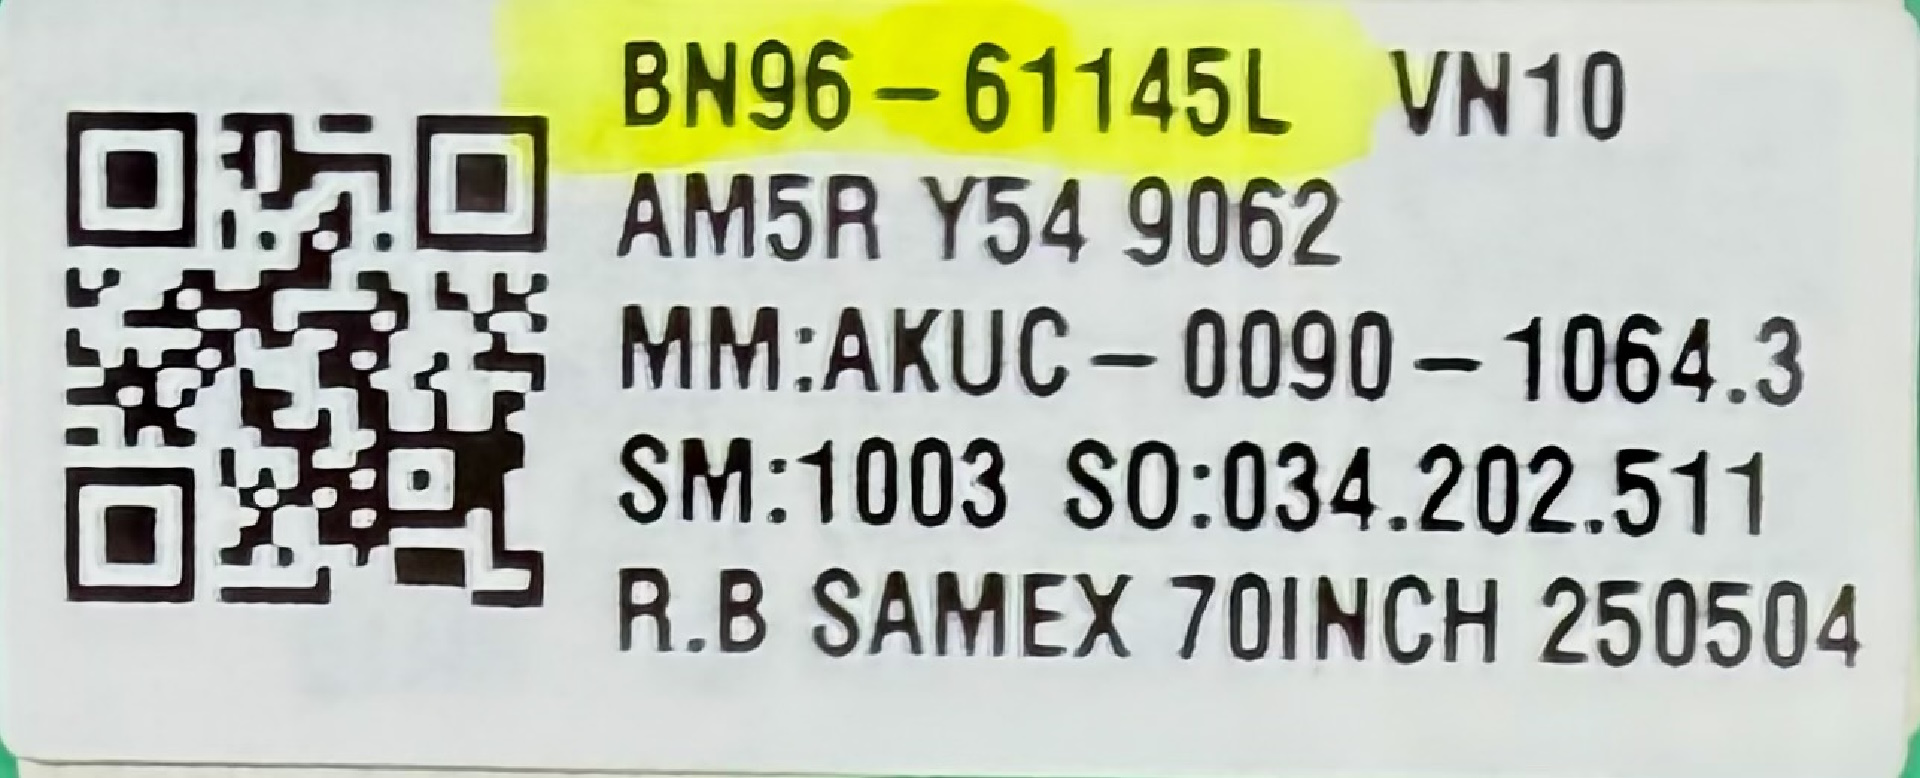 BN96-61145L VN10
AM5R Y54 9062
MM:AKUC-0090-1064.3
SM:1003 SO:034.202.511
R.B SAMEX 70INCH 250504